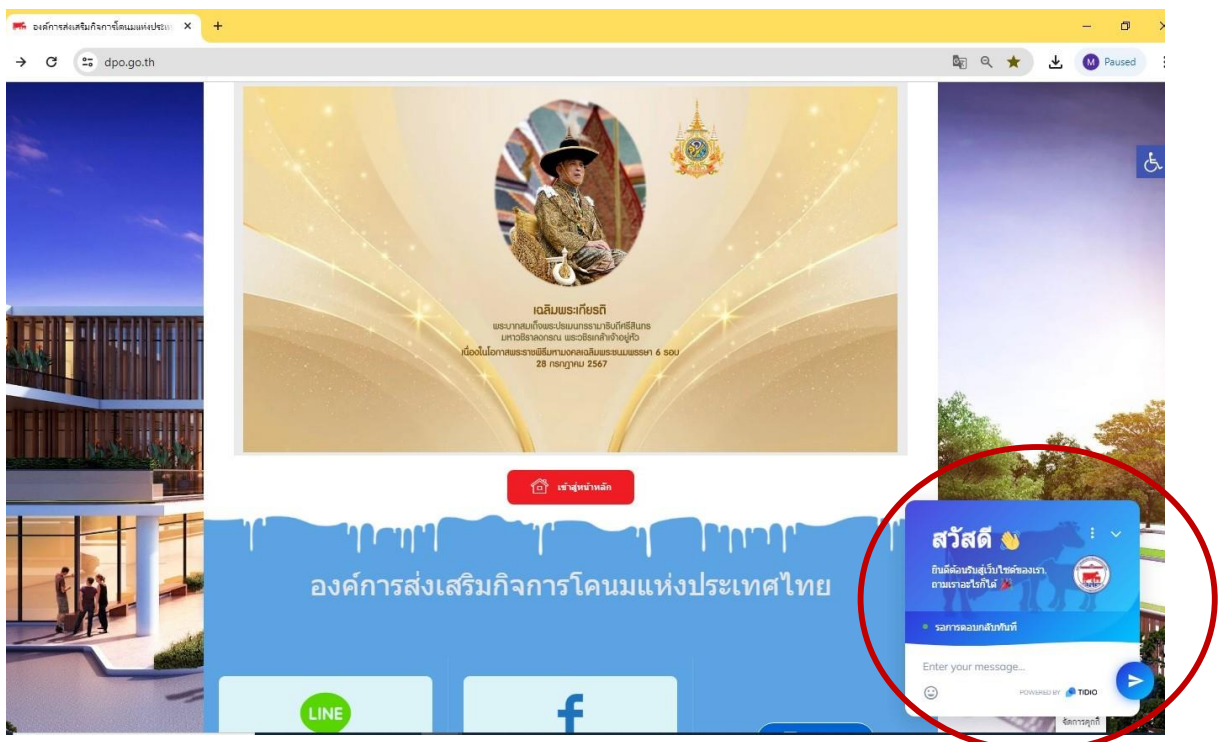 องค์การส่งเสริมกิจการโคนมแห่งประเ
dpo.go.th
M Paused
เฉลิมพระเกียรติ
พระบาทสมเด็จพระปรเมนทรรามาธิบดีศรีสินทร
มหาวชิราลงกรณ พระวชิรเกล้าเจ้าอยู่หัว
เนื่องในโอกาสพระราชพิธีมหามงคลเฉลิมพระชนมพรรษา 6 รอบ
28 กรกฎาคม 2567
เข้าสู่หน้าหลัก
องค์การส่งเสริมกิจการโคนมแห่งประเทศไทย
LINE
สวัสดี 👋
ยินดีต้อนรับสู่เว็บไซต์ของเรา.
ถามเราอะไรก็ได้ 🎉
รอการตอบกลับทันที
Enter your message...
POWERED BY TIDIO
จัดการคุกกี้